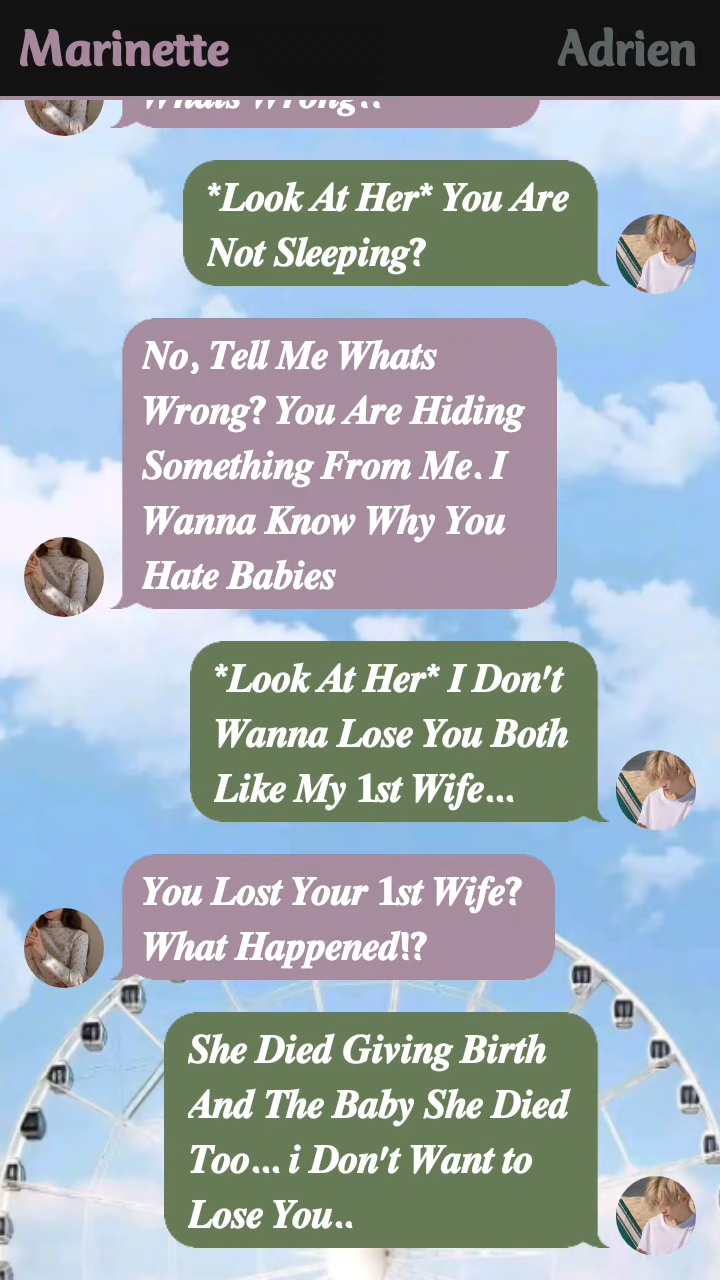 Marinette
Adrien
Whats Wrong??
*Look At Her* You Are
Not Sleeping?
No, Tell Me Whats
Wrong? You Are Hiding
Something From Me. I
Wanna Know Why You
Hate Babies
*Look At Her* I Don't
Wanna Lose You Both
Like My 1st Wife...
You Lost Your 1st Wife?
What Happened!?
She Died Giving Birth
And The Baby She Died
Too... i Don't Want to
Lose You..